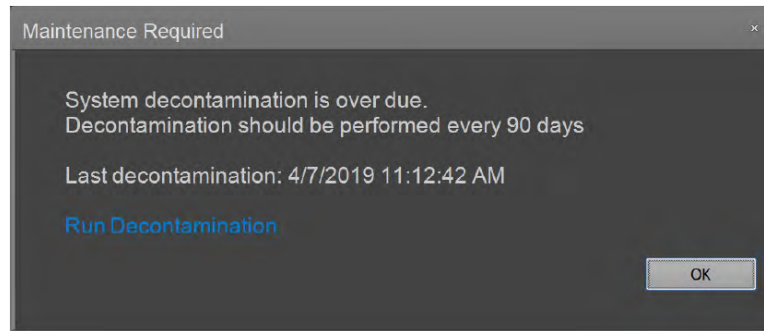 Maintenance Required
System decontamination is over due.
Decontamination should be performed every 90 days
Last decontamination: 4/7/2019 11:12:42 AM
Run Decontamination
OK